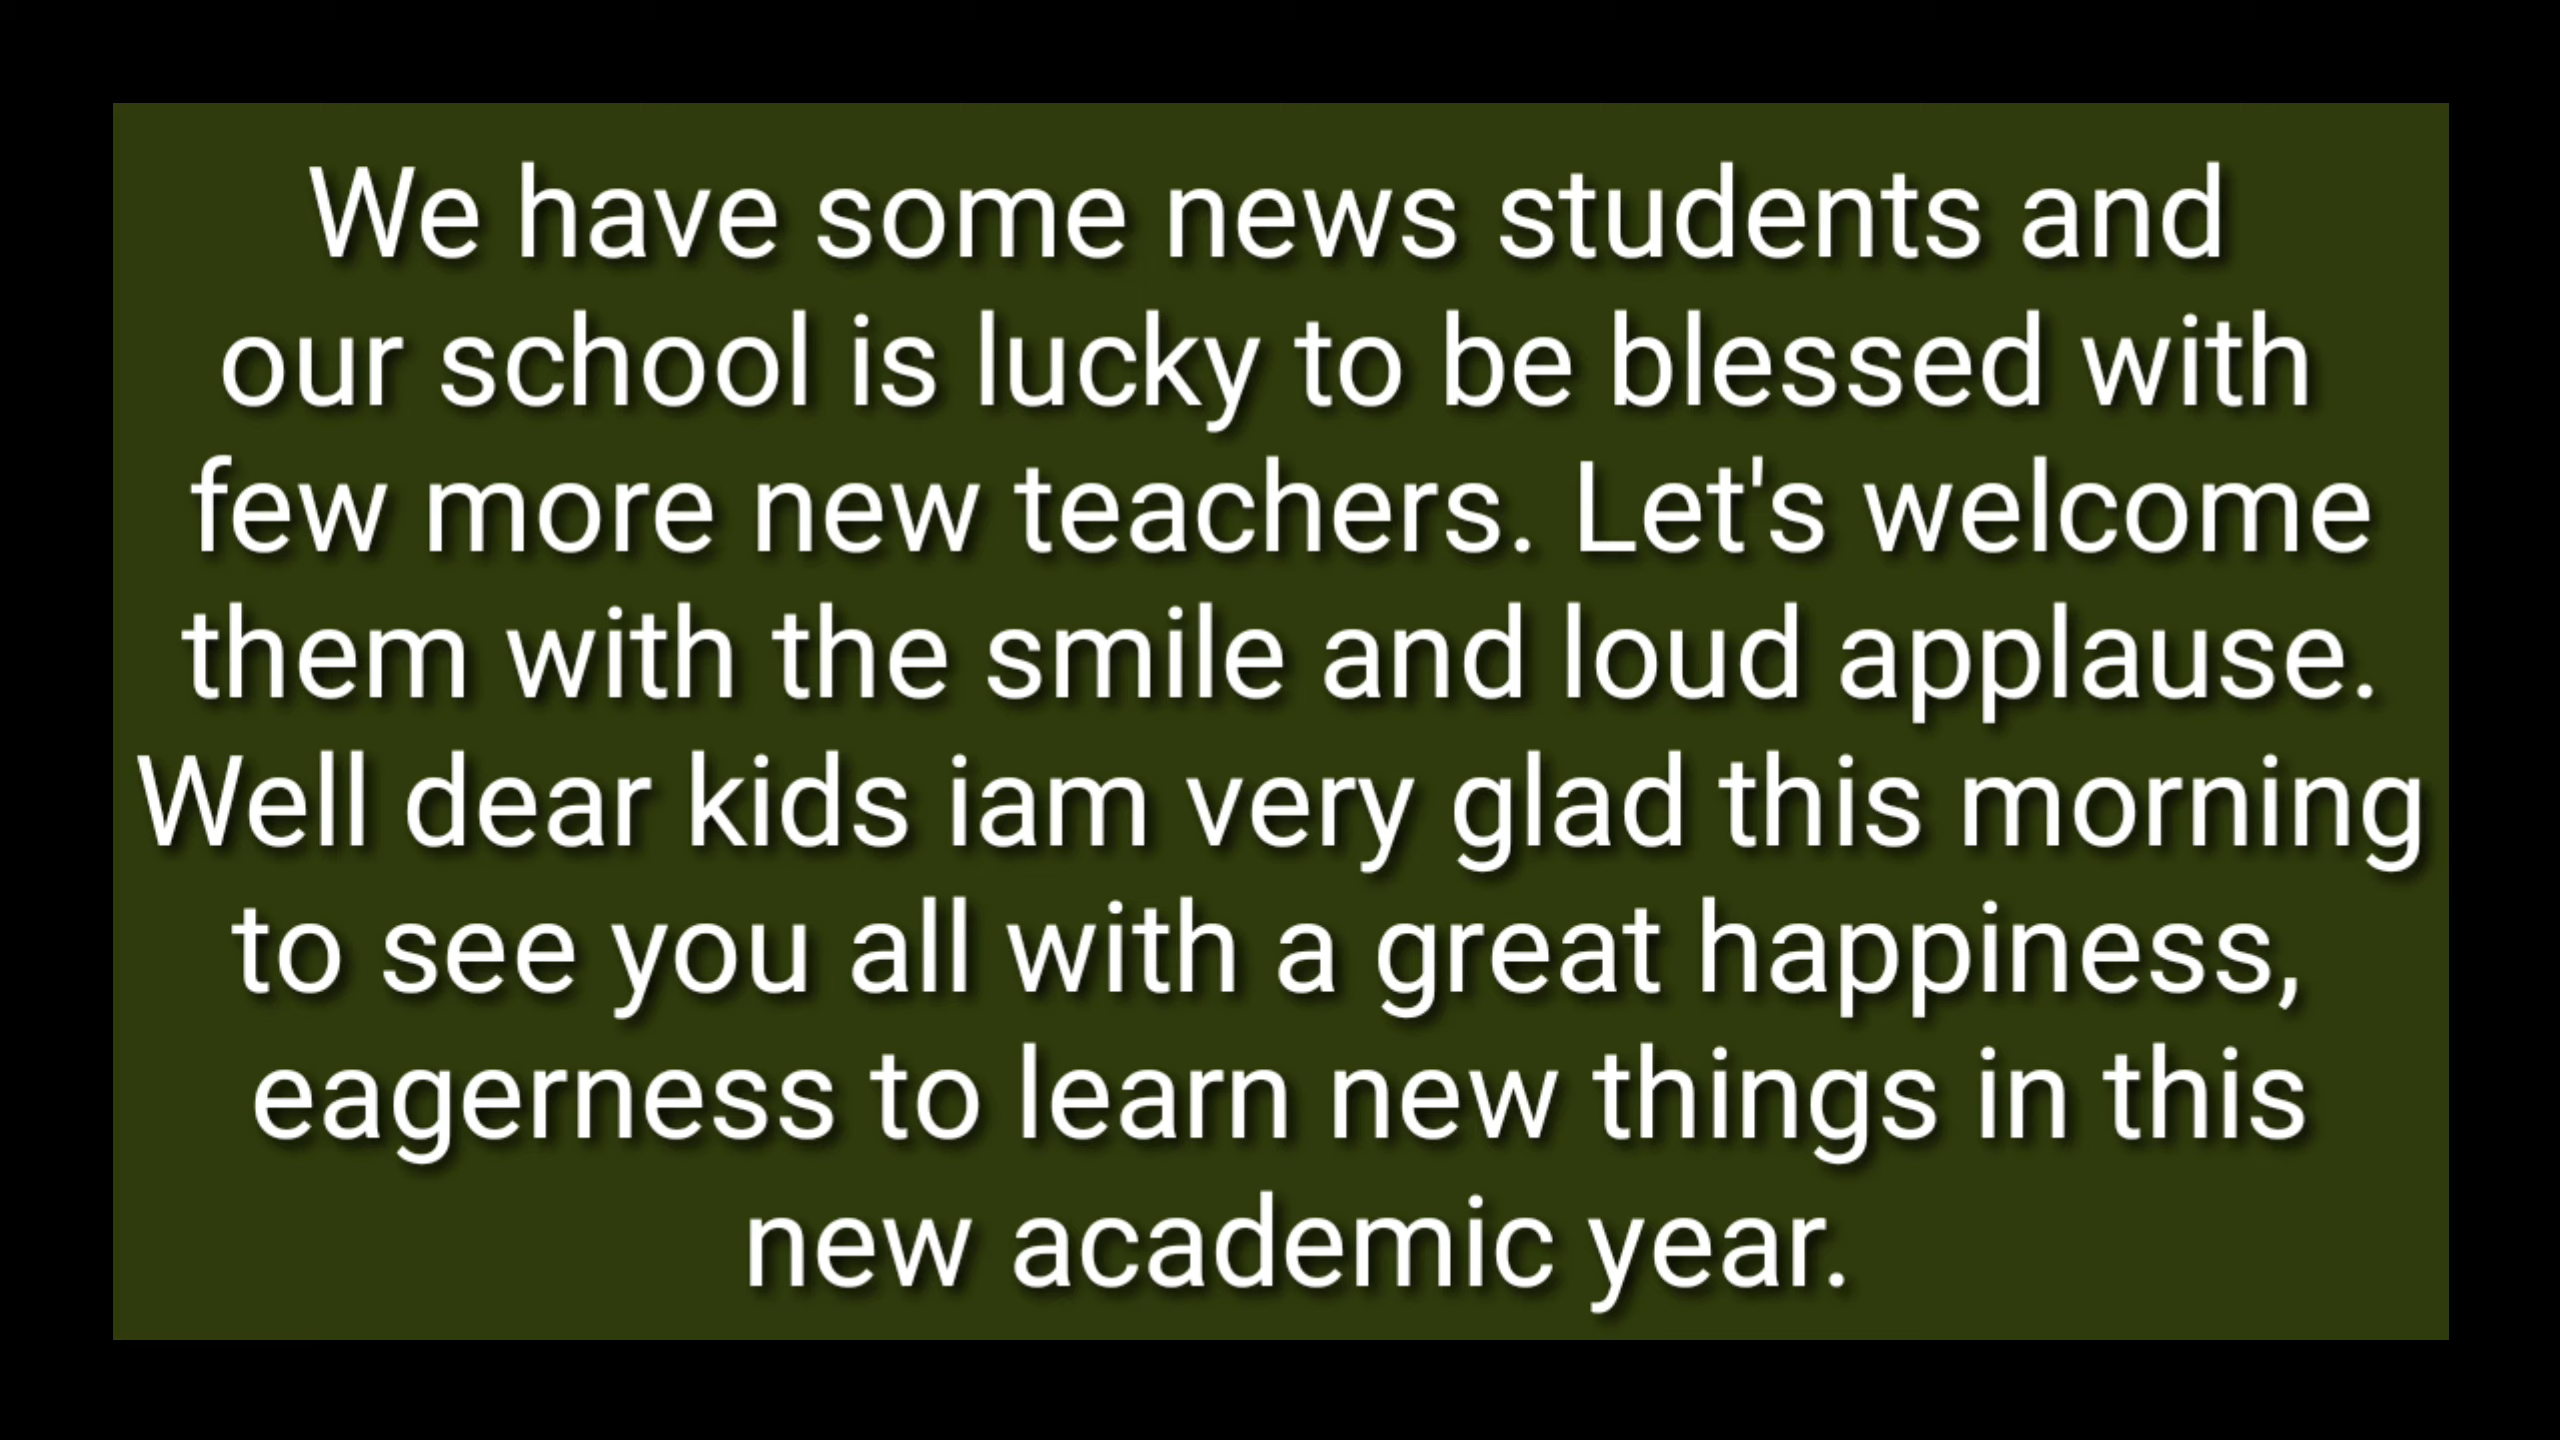 We have some news students and
our school is lucky to be blessed with
few more new teachers. Let's welcome
them with the smile and loud applause.
Well dear kids iam very glad this morning
to see you all with a great happiness,
eagerness to learn new things in this
new academic year.